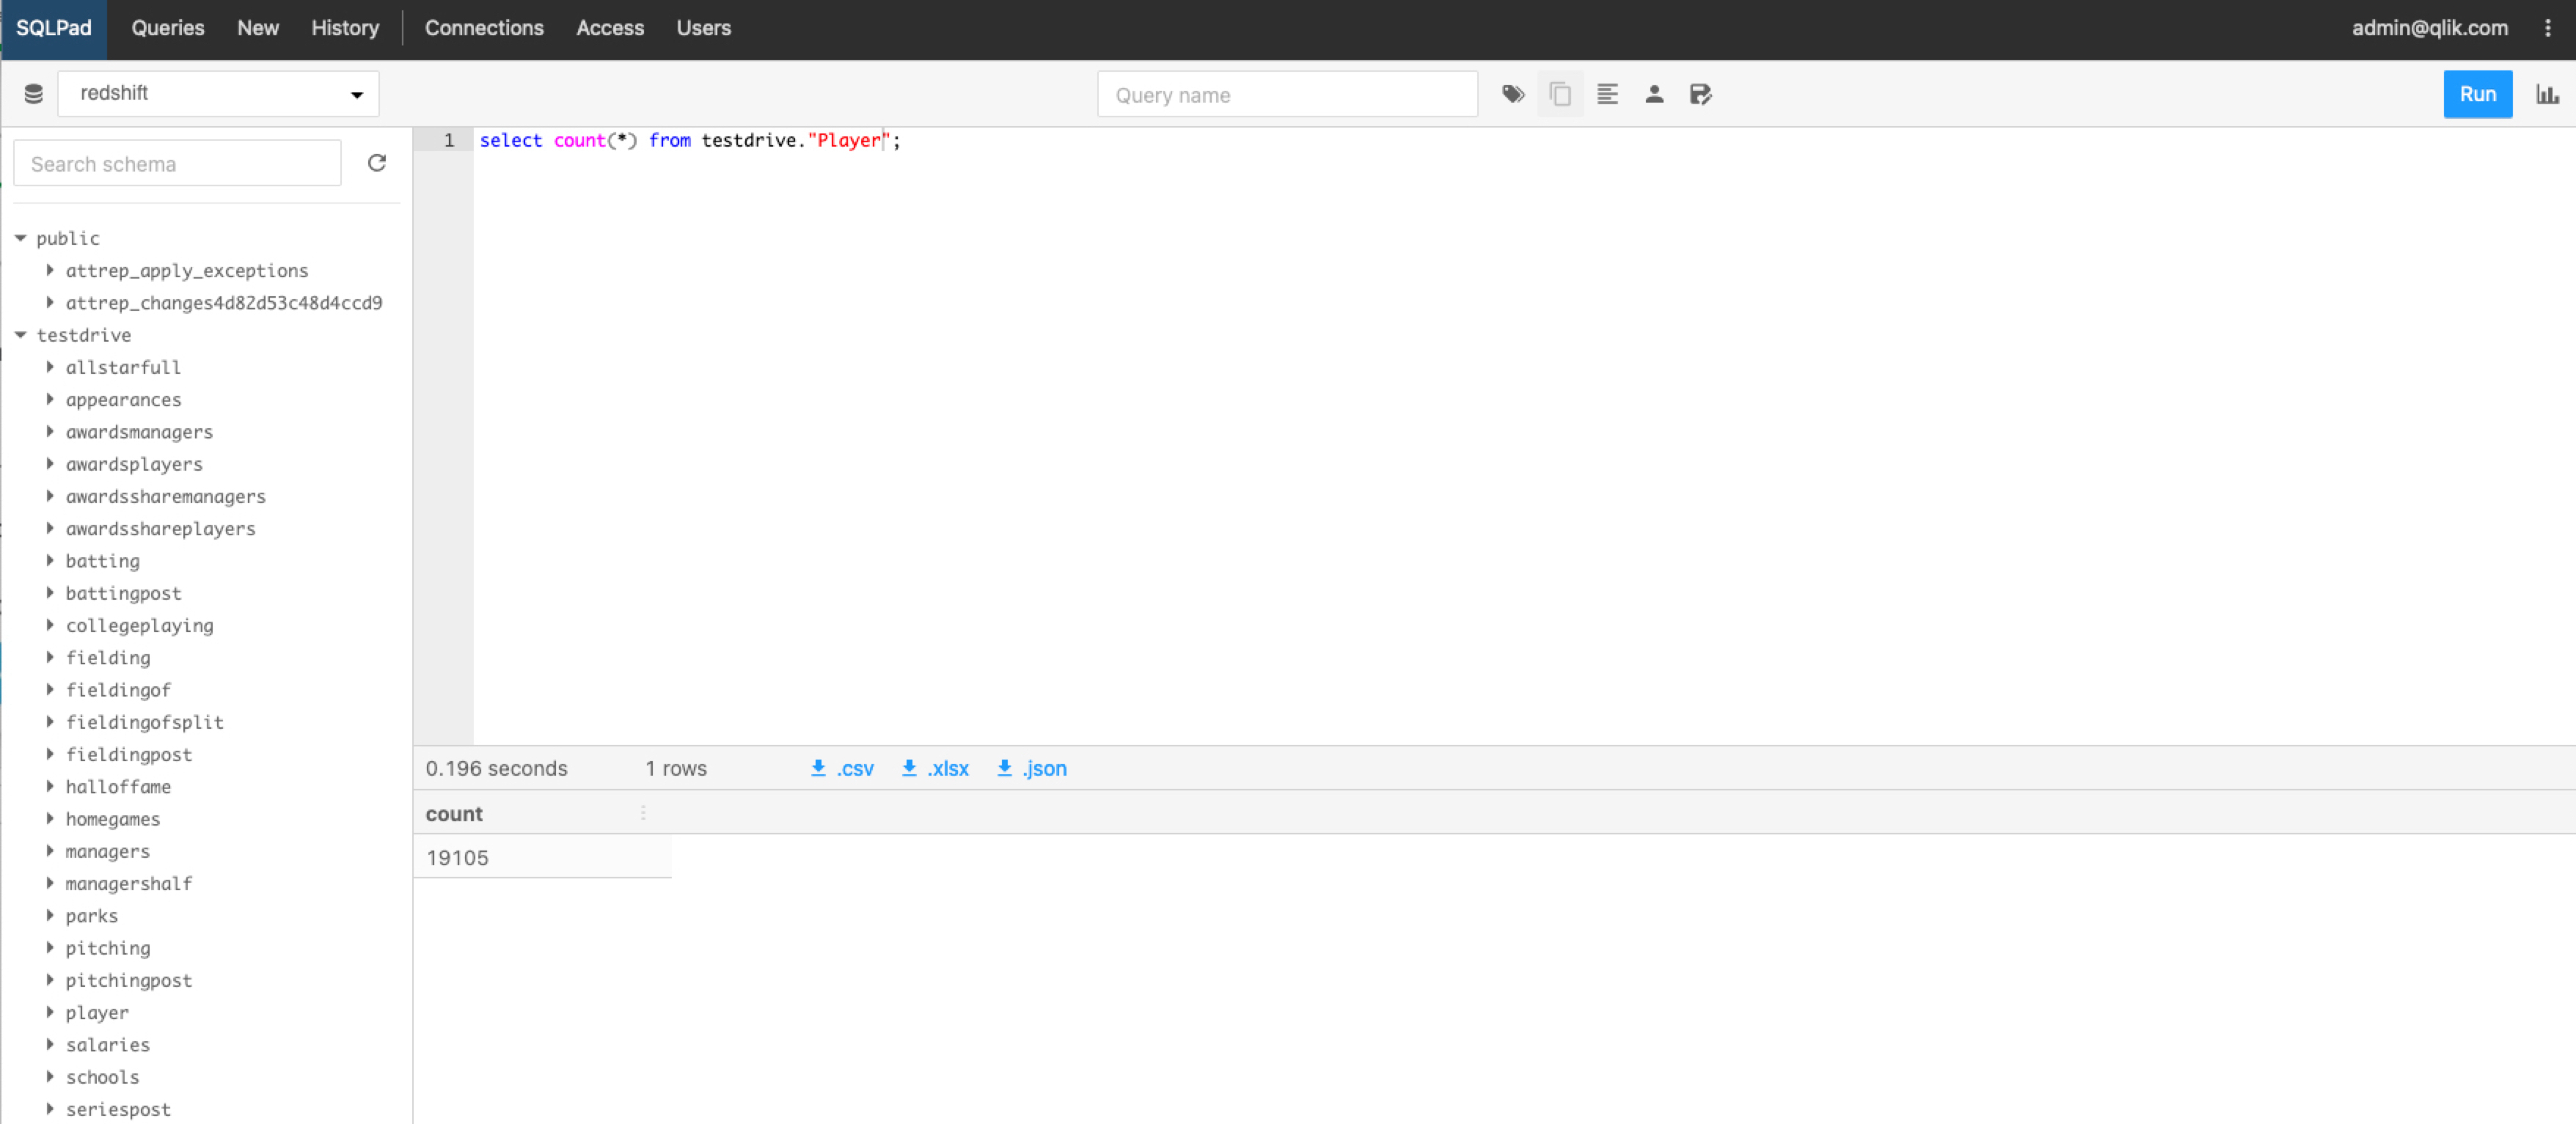 SQLPad Queries New History Connections Access Users admin@qlik.com
redshift Query name Run
Search schema
1 select count(*) from testdrive."Player";
public
attrep_apply_exceptions
attrep_changes4d82d53c48d4ccd9
testdrive
allstarfull
appearances
awardsmanagers
awardsplayers
awardssharemanagers
awardsshareplayers
batting
battingpost
collegeplaying
fielding
fieldingof
fieldingofsplit
fieldingpost
halloffame
homegames
managers
managershalf
parks
pitching
pitchingpost
player
salaries
schools
seriespost
0.196 seconds 1 rows .csv .xlsx .json
count
19105